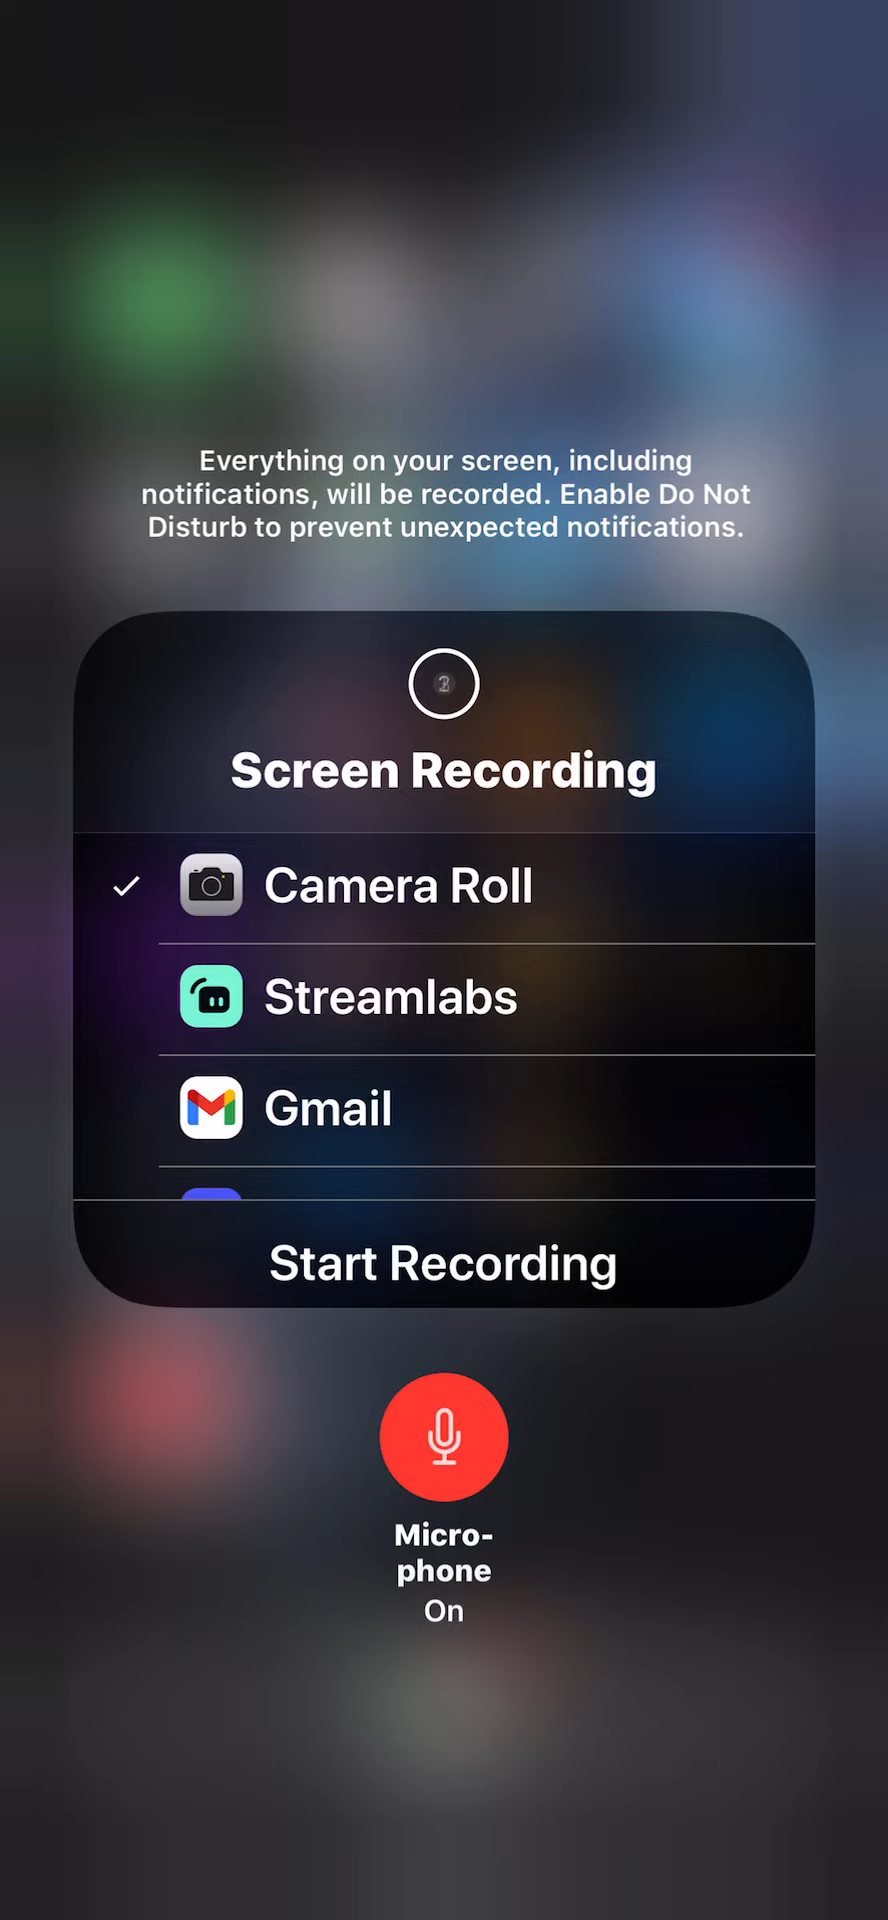 Everything on your screen, including
notifications, will be recorded. Enable Do Not
Disturb to prevent unexpected notifications.
Screen Recording
Camera Roll
Streamlabs
Gmail
Start Recording
Micro-
phone
On